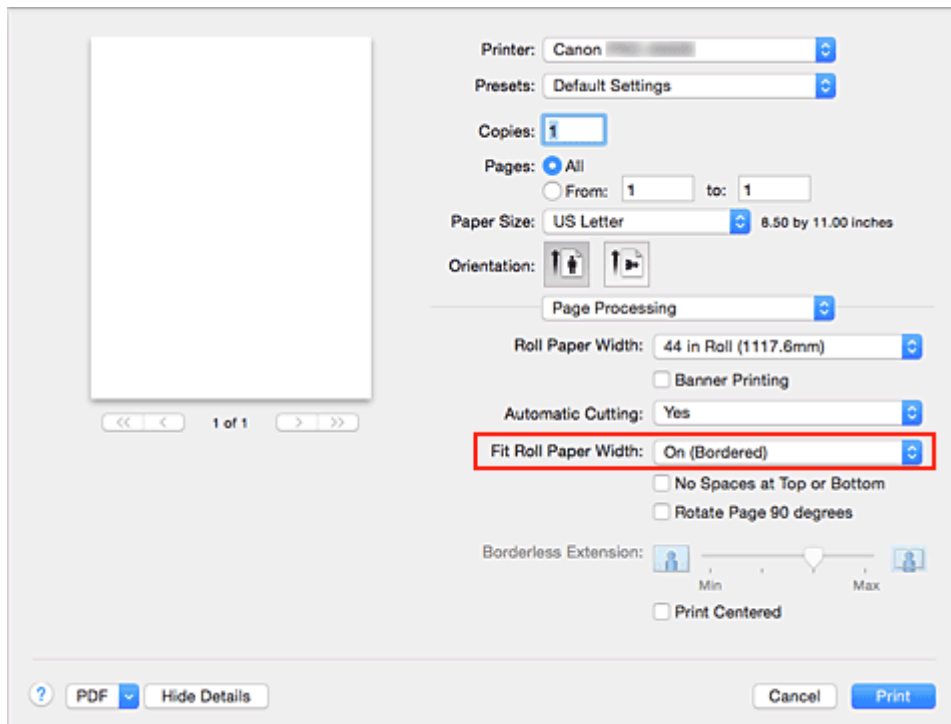 Printer: Canon
Presets: Default Settings
Copies: 1
Pages: All
From: 1 to: 1
Paper Size: US Letter 8.50 by 11.00 inches
Orientation:
Page Processing
Roll Paper Width: 44 in Roll (1117.6mm)
Banner Printing
<< < 1 of 1 > >>
Automatic Cutting: Yes
Fit Roll Paper Width: On (Bordered)
No Spaces at Top or Bottom
Rotate Page 90 degrees
Borderless Extension:
Min Max
Print Centered
? PDF Hide Details Cancel Print